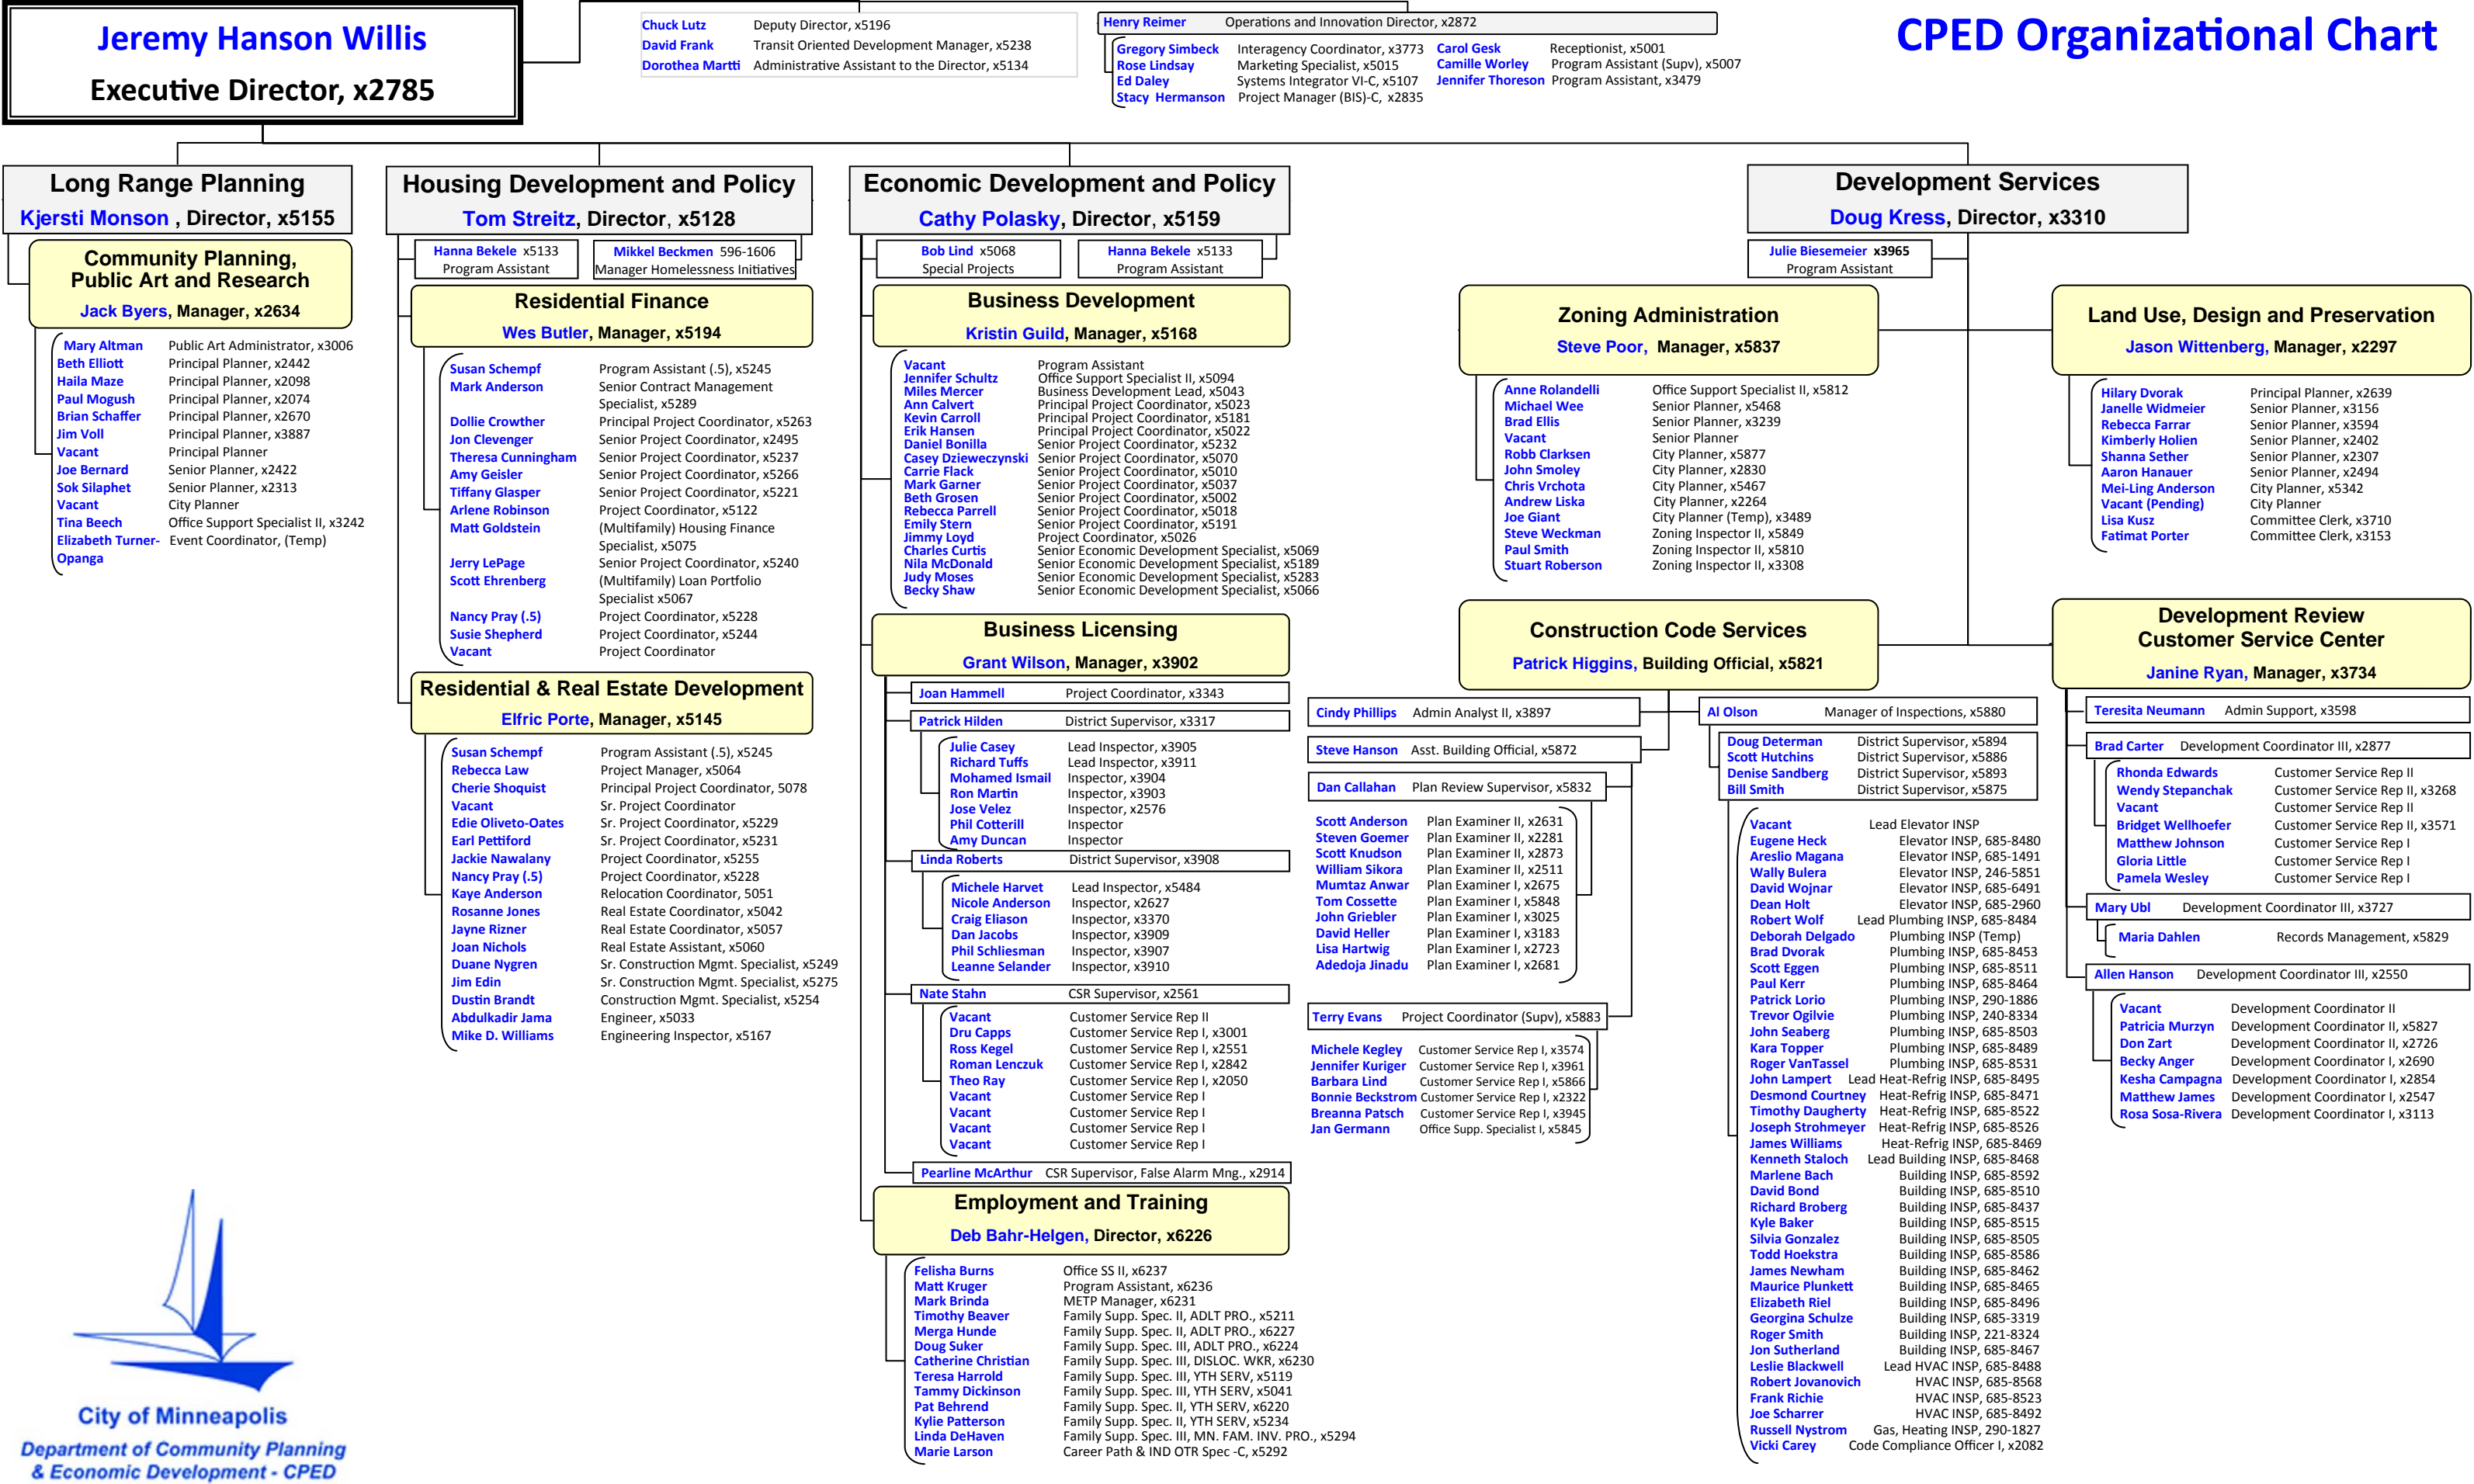 Jeremy Hanson Willis
Executive Director, x2785
Chuck Lutz Deputy Director, x5196
David Frank Transit Oriented Development Manager, x5238
Dorothea Martti Administrative Assistant to the Director, x5134
Henry Reimer Operations and Innovation Director, x2872
Gregory Simbeck Interagency Coordinator, x3773
Rose Lindsay Marketing Specialist, x5015
Ed Daley Systems Integrator VI-C, x5107
Stacy Hermanson Project Manager (BIS)-C, x2835
Carol Gesk Receptionist, x5001
Camille Worley Program Assistant (Supv), x5007
Jennifer Thoreson Program Assistant, x3479
CPED Organizational Chart
Long Range Planning
Kjersti Monson , Director, x5155
Community Planning,
Public Art and Research
Jack Byers, Manager, x2634
Mary Altman Public Art Administrator, x3006
Beth Elliott Principal Planner, x2442
Haila Maze Principal Planner, x2098
Paul Mogush Principal Planner, x2074
Brian Schaffer Principal Planner, x2670
Jim Voll Principal Planner, x3887
Vacant Principal Planner
Joe Bernard Senior Planner, x2422
Sok Silaphet Senior Planner, x2313
Vacant City Planner
Tina Beech Office Support Specialist II, x3242
Elizabeth Turner- Event Coordinator, (Temp)
Opanga
Housing Development and Policy
Tom Streitz, Director, x5128
Hanna Bekele x5133
Program Assistant
Mikkel Beckmen 596-1606
Manager Homelessness Initiatives
Residential Finance
Wes Butler, Manager, x5194
Susan Schempf Program Assistant (.5), x5245
Mark Anderson Senior Contract Management
Specialist, x5289
Dollie Crowther Principal Project Coordinator, x5263
Jon Clevenger Senior Project Coordinator, x2495
Theresa Cunningham Senior Project Coordinator, x5237
Amy Geisler Senior Project Coordinator, x5266
Tiffany Glasper Senior Project Coordinator, x5221
Arlene Robinson Project Coordinator, x5122
Matt Goldstein (Multifamily) Housing Finance
Specialist, x5075
Jerry LePage Senior Project Coordinator, x5240
Scott Ehrenberg (Multifamily) Loan Portfolio
Specialist x5067
Nancy Pray (.5) Project Coordinator, x5228
Susie Shepherd Project Coordinator, x5244
Vacant Project Coordinator
Residential & Real Estate Development
Elfric Porte, Manager, x5145
Susan Schempf Program Assistant (.5), x5245
Rebecca Law Project Manager, x5064
Cherie Shoquist Principal Project Coordinator, 5078
Vacant Sr. Project Coordinator
Edie Oliveto-Oates Sr. Project Coordinator, x5229
Earl Pettiford Sr. Project Coordinator, x5231
Jackie Nawalany Project Coordinator, x5255
Nancy Pray (.5) Project Coordinator, x5228
Kaye Anderson Relocation Coordinator, 5051
Rosanne Jones Real Estate Coordinator, x5042
Jayne Rizner Real Estate Coordinator, x5057
Joan Nichols Real Estate Assistant, x5060
Duane Nygren Sr. Construction Mgmt. Specialist, x5249
Jim Edin Sr. Construction Mgmt. Specialist, x5275
Dustin Brandt Construction Mgmt. Specialist, x5254
Abdulkadir Jama Engineer, x5033
Mike D. Williams Engineering Inspector, x5167
Economic Development and Policy
Cathy Polasky, Director, x5159
Bob Lind x5068
Special Projects
Hanna Bekele x5133
Program Assistant
Business Development
Kristin Guild, Manager, x5168
Vacant Program Assistant
Jennifer Schultz Office Support Specialist II, x5094
Miles Mercer Business Development Lead, x5043
Ann Calvert Principal Project Coordinator, x5023
Kevin Carroll Principal Project Coordinator, x5181
Erik Hansen Principal Project Coordinator, x5022
Daniel Bonilla Senior Project Coordinator, x5232
Casey Dzieweczynski Senior Project Coordinator, x5070
Carrie Flack Senior Project Coordinator, x5010
Mark Garner Senior Project Coordinator, x5037
Beth Grosen Senior Project Coordinator, x5002
Rebecca Parrell Senior Project Coordinator, x5018
Emily Stern Senior Project Coordinator, x5191
Jimmy Loyd Project Coordinator, x5026
Charles Curtis Senior Economic Development Specialist, x5069
Nila McDonald Senior Economic Development Specialist, x5189
Judy Moses Senior Economic Development Specialist, x5283
Becky Shaw Senior Economic Development Specialist, x5066
Business Licensing
Grant Wilson, Manager, x3902
Joan Hammell Project Coordinator, x3343
Patrick Hilden District Supervisor, x3317
Julie Casey Lead Inspector, x3905
Richard Tuffs Lead Inspector, x3911
Mohamed Ismail Inspector, x3904
Ron Martin Inspector, x3903
Jose Velez Inspector, x2576
Phil Cotterill Inspector
Amy Duncan Inspector
Linda Roberts District Supervisor, x3908
Michele Harvet Lead Inspector, x5484
Nicole Anderson Inspector, x2627
Craig Eliason Inspector, x3370
Dan Jacobs Inspector, x3909
Phil Schliesman Inspector, x3907
Leanne Selander Inspector, x3910
Nate Stahn CSR Supervisor, x2561
Vacant Customer Service Rep II
Dru Capps Customer Service Rep I, x3001
Ross Kegel Customer Service Rep I, x2551
Roman Lenczuk Customer Service Rep I, x2842
Theo Ray Customer Service Rep I, x2050
Vacant Customer Service Rep I
Vacant Customer Service Rep I
Vacant Customer Service Rep I
Vacant Customer Service Rep I
Pearline McArthur CSR Supervisor, False Alarm Mng., x2914
Employment and Training
Deb Bahr-Helgen, Director, x6226
Felisha Burns Office SS II, x6237
Matt Kruger Program Assistant, x6236
Mark Brinda METP Manager, x6231
Timothy Beaver Family Supp. Spec. II, ADLT PRO., x5211
Merga Hunde Family Supp. Spec. II, ADLT PRO., x6227
Doug Suker Family Supp. Spec. III, ADLT PRO., x6224
Catherine Christian Family Supp. Spec. III, DISLOC. WKR, x6230
Teresa Harrold Family Supp. Spec. III, YTH SERV, x5119
Tammy Dickinson Family Supp. Spec. III, YTH SERV, x5041
Pat Behrend Family Supp. Spec. II, YTH SERV, x6220
Kylie Patterson Family Supp. Spec. II, YTH SERV, x5234
Linda DeHaven Family Supp. Spec. III, MN. FAM. INV. PRO., x5294
Marie Larson Career Path & IND OTR Spec -C, x5292
Development Services
Doug Kress, Director, x3310
Julie Biesemeier x3965
Program Assistant
Zoning Administration
Steve Poor, Manager, x5837
Anne Rolandelli Office Support Specialist II, x5812
Michael Wee Senior Planner, x5468
Brad Ellis Senior Planner, x3239
Vacant Senior Planner
Robb Clarksen City Planner, x5877
John Smoley City Planner, x2830
Chris Vrchota City Planner, x5467
Andrew Liska City Planner, x2264
Joe Giant City Planner (Temp), x3489
Steve Weckman Zoning Inspector II, x5849
Paul Smith Zoning Inspector II, x5810
Stuart Roberson Zoning Inspector II, x3308
Land Use, Design and Preservation
Jason Wittenberg, Manager, x2297
Hilary Dvorak Principal Planner, x2639
Janelle Widmeier Senior Planner, x3156
Rebecca Farrar Senior Planner, x3594
Kimberly Holien Senior Planner, x2402
Shanna Sether Senior Planner, x2307
Aaron Hanauer Senior Planner, x2494
Mei-Ling Anderson City Planner, x5342
Vacant (Pending) City Planner
Lisa Kusz Committee Clerk, x3710
Fatimat Porter Committee Clerk, x3153
Construction Code Services
Patrick Higgins, Building Official, x5821
Cindy Phillips Admin Analyst II, x3897
Steve Hanson Asst. Building Official, x5872
Dan Callahan Plan Review Supervisor, x5832
Scott Anderson Plan Examiner II, x2631
Steven Goemer Plan Examiner II, x2281
Scott Knudson Plan Examiner II, x2873
William Sikora Plan Examiner II, x2511
Mumtaz Anwar Plan Examiner I, x2675
Tom Cossette Plan Examiner I, x5848
John Griebler Plan Examiner I, x3025
David Heller Plan Examiner I, x3183
Lisa Hartwig Plan Examiner I, x2723
Adedoja Jinadu Plan Examiner I, x2681
Terry Evans Project Coordinator (Supv), x5883
Michele Kegley Customer Service Rep I, x3574
Jennifer Kuriger Customer Service Rep I, x3961
Barbara Lind Customer Service Rep I, x5866
Bonnie Beckstrom Customer Service Rep I, x2322
Breanna Patsch Customer Service Rep I, x3945
Jan Germann Office Supp. Specialist I, x5845
Al Olson Manager of Inspections, x5880
Doug Determan District Supervisor, x5894
Scott Hutchins District Supervisor, x5886
Denise Sandberg District Supervisor, x5893
Bill Smith District Supervisor, x5875
Vacant Lead Elevator INSP
Eugene Heck Elevator INSP, 685-8480
Areslio Magana Elevator INSP, 685-1491
Wally Bulera Elevator INSP, 246-5851
David Wojnar Elevator INSP, 685-6491
Dean Holt Elevator INSP, 685-2960
Robert Wolf Lead Plumbing INSP, 685-8484
Deborah Delgado Plumbing INSP (Temp)
Brad Dvorak Plumbing INSP, 685-8453
Scott Eggen Plumbing INSP, 685-8511
Paul Kerr Plumbing INSP, 685-8464
Patrick Lorio Plumbing INSP, 290-1886
Trevor Ogilvie Plumbing INSP, 240-8334
John Seaberg Plumbing INSP, 685-8503
Kara Topper Plumbing INSP, 685-8489
Roger VanTassel Plumbing INSP, 685-8531
John Lampert Lead Heat-Refrig INSP, 685-8495
Desmond Courtney Heat-Refrig INSP, 685-8471
Timothy Daugherty Heat-Refrig INSP, 685-8522
Joseph Strohmeyer Heat-Refrig INSP, 685-8526
James Williams Heat-Refrig INSP, 685-8469
Kenneth Staloch Lead Building INSP, 685-8468
Marlene Bach Building INSP, 685-8592
David Bond Building INSP, 685-8510
Richard Broberg Building INSP, 685-8437
Kyle Baker Building INSP, 685-8515
Silvia Gonzalez Building INSP, 685-8505
Todd Hoekstra Building INSP, 685-8586
James Newham Building INSP, 685-8462
Maurice Plunkett Building INSP, 685-8465
Elizabeth Riel Building INSP, 685-8496
Georgina Schulze Building INSP, 685-3319
Roger Smith Building INSP, 221-8324
Jon Sutherland Building INSP, 685-8467
Leslie Blackwell Lead HVAC INSP, 685-8488
Robert Jovanovich HVAC INSP, 685-8568
Frank Richie HVAC INSP, 685-8523
Joe Scharrer HVAC INSP, 685-8492
Russell Nystrom Gas, Heating INSP, 290-1827
Vicki Carey Code Compliance Officer I, x2082
Development Review
Customer Service Center
Janine Ryan, Manager, x3734
Teresita Neumann Admin Support, x3598
Brad Carter Development Coordinator III, x2877
Rhonda Edwards Customer Service Rep II
Wendy Stepanchak Customer Service Rep II, x3268
Vacant Customer Service Rep II
Bridget Wellhoefer Customer Service Rep II, x3571
Matthew Johnson Customer Service Rep I
Gloria Little Customer Service Rep I
Pamela Wesley Customer Service Rep I
Mary Ubl Development Coordinator III, x3727
Maria Dahlen Records Management, x5829
Allen Hanson Development Coordinator III, x2550
Vacant Development Coordinator II
Patricia Murzyn Development Coordinator II, x5827
Don Zart Development Coordinator II, x2726
Becky Anger Development Coordinator I, x2690
Kesha Campagna Development Coordinator I, x2854
Matthew James Development Coordinator I, x2547
Rosa Sosa-Rivera Development Coordinator I, x3113
City of Minneapolis
Department of Community Planning
& Economic Development - CPED